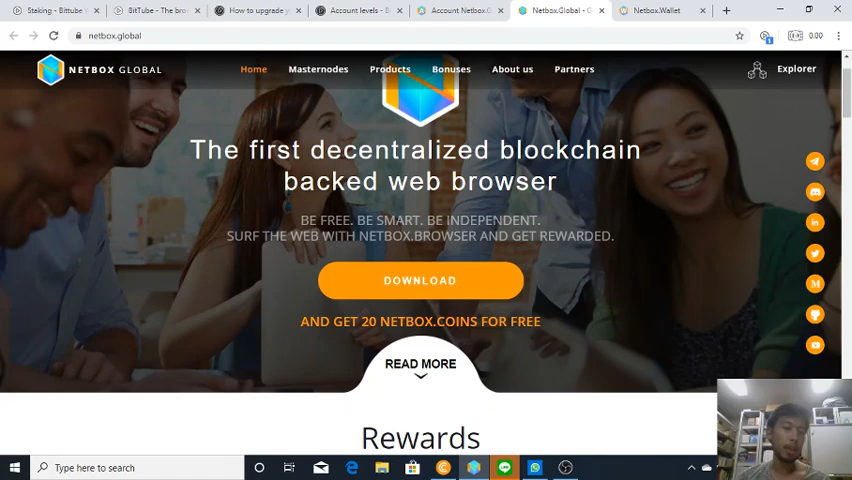 Staking - Bittube
BitTube - The bro
How to upgrade y
Account levels - B
Account Netbox.G
Netbox.Global - G
Netbox.Wallet
netbox.global
0.00
NETBOX GLOBAL
Home
Masternodes
Products
Bonuses
About us
Partners
Explorer
The first decentralized blockchain
backed web browser
BE FREE. BE SMART. BE INDEPENDENT.
SURF THE WEB WITH NETBOX.BROWSER AND GET REWARDED.
DOWNLOAD
AND GET 20 NETBOX.COINS FOR FREE
READ MORE
Rewards
Type here to search